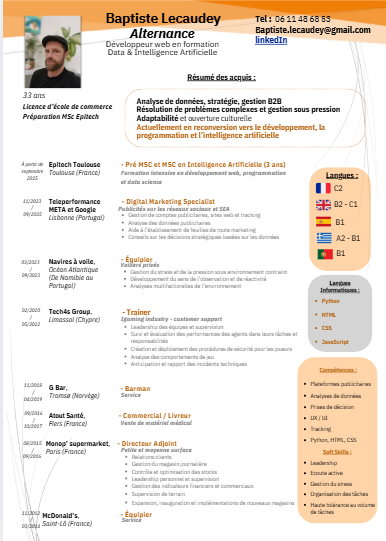 Baptiste Lecaudey
Alternance
Développeur web en formation
Data & Intelligence Artificielle
Tel : 06 11 48 68 53
Baptiste.lecaudey@gmail.com
linkedIn
33 ans
Licence d'école de commerce
Préparation MSc Epitech
Résumé des acquis :
Analyse de données, stratégie, gestion B2B
Résolution de problèmes complexes et gestion sous pression
Adaptabilité et ouverture culturelle
Actuellement en reconversion vers le développement, la
programmation et l'intelligence artificielle
À partir de
septembre
2025
Epitech Toulouse
Toulouse (France)
- Pré MSC et MSC en Intelligence Artificielle (3 ans)
Formation intensive en développement web, programmation
et data science
11/2023
/
09/2025
Teleperformance
META et Google
Lisbonne (Portugal)
- Digital Marketing Specialist
Publicités sur les réseaux sociaux et SEA
Gestion de comptes publicitaires, sites web et tracking
Analyse des données publicitaires
Aide à l'établissement de feuilles de route marketing
Conseils sur les décisions stratégiques basées sur les données
09/2023
Navires à voile,
Océan Atlantique
(De Namibie au
Portugal)
- Équipier
Voiliers privés
Gestion du stress et de la pression sous environnement contraint
Développement du sens de l'observation et de réactivité
Analyses multifactorielles de l'environnement
02/2020
/
05/2022
Tech4s Group,
Limassol (Chypre)
- Trainer
Igaming industry - customer support
Leadership des équipes et supervision
Suivi et évaluation des performances des agents dans leurs tâches et
responsabilités
Création et déploiement des procédures de sécurité pour les joueurs
Analyse des comportements de jeu
Anticipation et rapport des incidents techniques
11/2018
/
08/2019
G Bar,
Tromsø (Norvège)
- Barman
Service
09/2016
/
10/2017
Atout Santé,
Flers (France)
- Commercial / Livreur
Vente de matériel médical
08/2015
/
09/2016
Monop' supermarket,
Paris (France)
- Directeur Adjoint
Petite et moyenne surface
Relations clients
Gestion du magasin journalière
Contrôle et optimisation des stocks
Leadership personnel et supervision
Gestion des indicateurs financiers et commerciaux
Supervision de terrain
Expansion, inauguration et implémentation de nouveaux magasins
11/2012
/
03/2014
McDonald's,
Saint-Lô (France)
- Équipier
Service
Langues :
C2
B2 - C1
B1
A2 - B1
B1
Langues
Informatiques :
Python
HTML
CSS
JavaScript
Compétences :
Plateformes publicitaires
Analyses de données
Prises de décision
UX / UI
Tracking
Python, HTML, CSS
Soft Skills :
Leadership
Ecoute active
Gestion du stress
Organisation des tâches
Haute tolérance au volume
de tâches